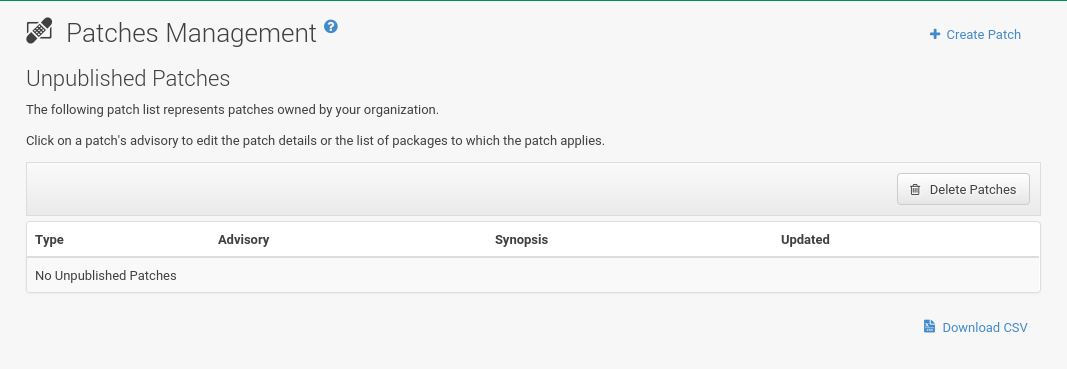 Patches Management ?
Create Patch
Unpublished Patches
The following patch list represents patches owned by your organization.
Click on a patch's advisory to edit the patch details or the list of packages to which the patch applies.
Delete Patches
Type Advisory Synopsis Updated
No Unpublished Patches
Download CSV